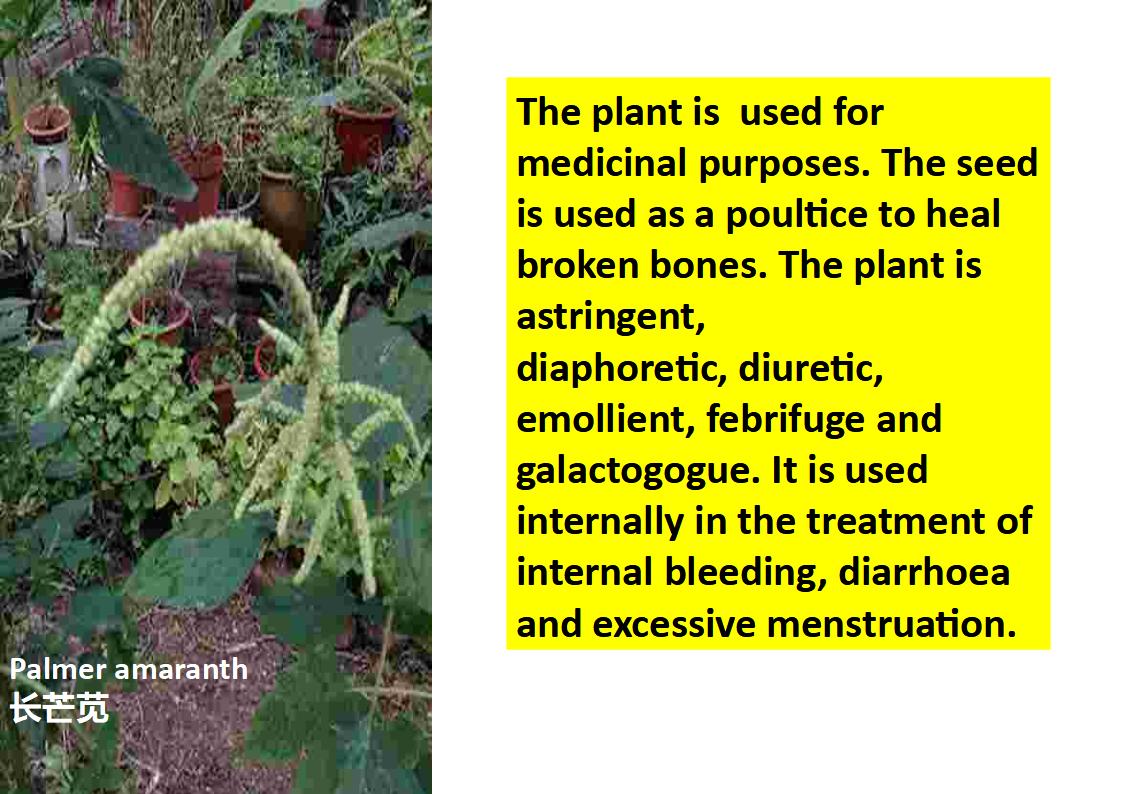 The plant is  used for
medicinal purposes. The seed
is used as a poultice to heal
broken bones. The plant is
astringent,
diaphoretic, diuretic,
emollient, febrifuge and
galactogogue. It is used
internally in the treatment of
internal bleeding, diarrhoea
and excessive menstruation.
Palmer amaranth
长芒苋